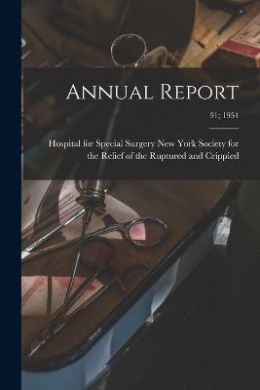 ANNUAL REPORT
91; 1954
Hospital for Special Surgery New York Society for
the Relief of the Ruptured and Crippled